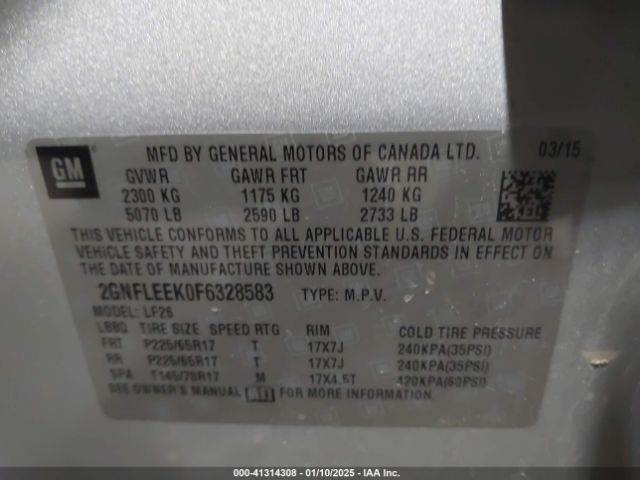 GM
MFD BY GENERAL MOTORS OF CANADA LTD. 03/15
GVWR GAWR FRT GAWR RR
2300 KG 1175 KG 1240 KG
5070 LB 2590 LB 2733 LB
KEL
THIS VEHICLE CONFORMS TO ALL APPLICABLE U.S. FEDERAL MOTOR
VEHICLE SAFETY AND THEFT PREVENTION STANDARDS IN EFFECT ON
THE DATE OF MANUFACTURE SHOWN ABOVE.
2GNFLEEK0F6328583 TYPE: M.P.V.
MODEL: LF26
LBBG TIRE SIZE SPEED RTG RIM COLD TIRE PRESSURE
FRT P225/65R17 T 17X7J 240KPA(35PSI)
RR P225/65R17 T 17X7J 240KPA(35PSI)
SPA T145/70R17 M 17X4.5T 420KPA(60PSI)
SEE OWNER'S MANUAL FOR MORE INFORMATION.
000-41314308 - 01/10/2025 - IAA Inc.